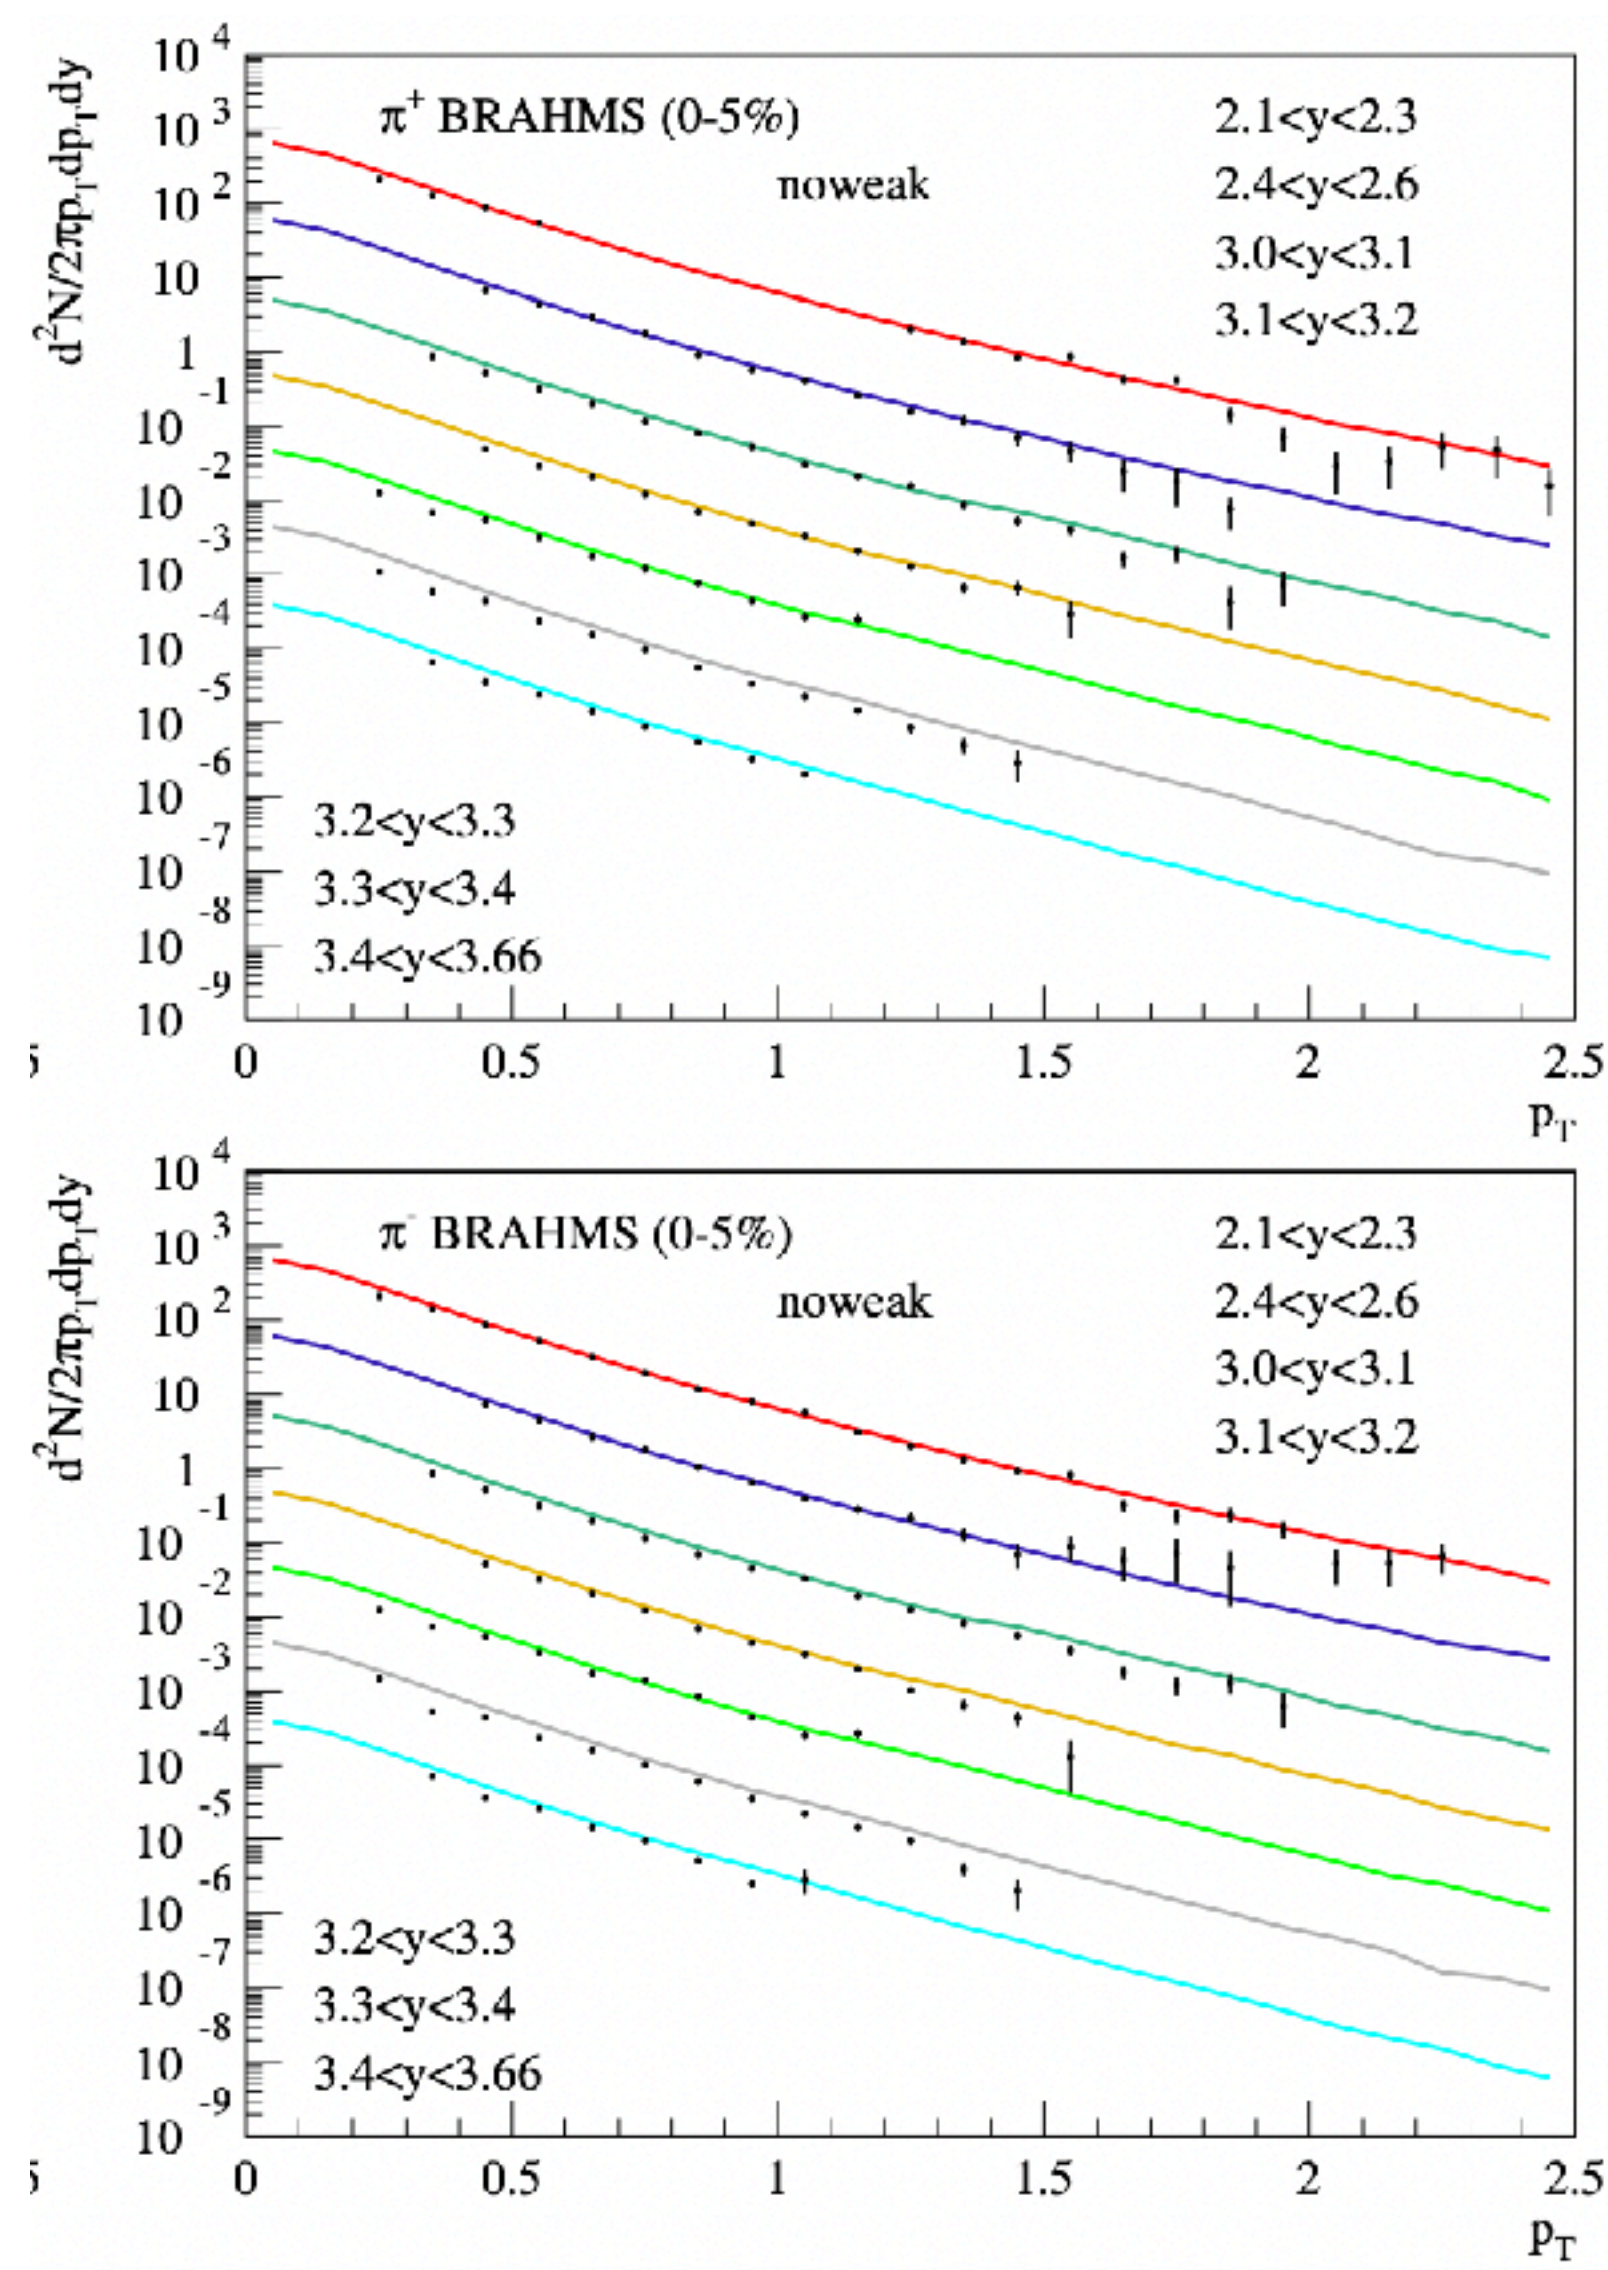 d²N/2πp_T dp_T dy
10⁴
10³
10²
10
1
10⁻¹
10⁻²
10⁻³
10⁻⁴
10⁻⁵
10⁻⁶
10⁻⁷
10⁻⁸
10⁻⁹
π⁺ BRAHMS (0-5%)
noweak
2.1<y<2.3
2.4<y<2.6
3.0<y<3.1
3.1<y<3.2
3.2<y<3.3
3.3<y<3.4
3.4<y<3.66
0 0.5 1 1.5 2 2.5
p_T
d²N/2πp_T dp_T dy
10⁴
10³
10²
10
1
10⁻¹
10⁻²
10⁻³
10⁻⁴
10⁻⁵
10⁻⁶
10⁻⁷
10⁻⁸
10⁻⁹
π⁻ BRAHMS (0-5%)
noweak
2.1<y<2.3
2.4<y<2.6
3.0<y<3.1
3.1<y<3.2
3.2<y<3.3
3.3<y<3.4
3.4<y<3.66
0 0.5 1 1.5 2 2.5
p_T